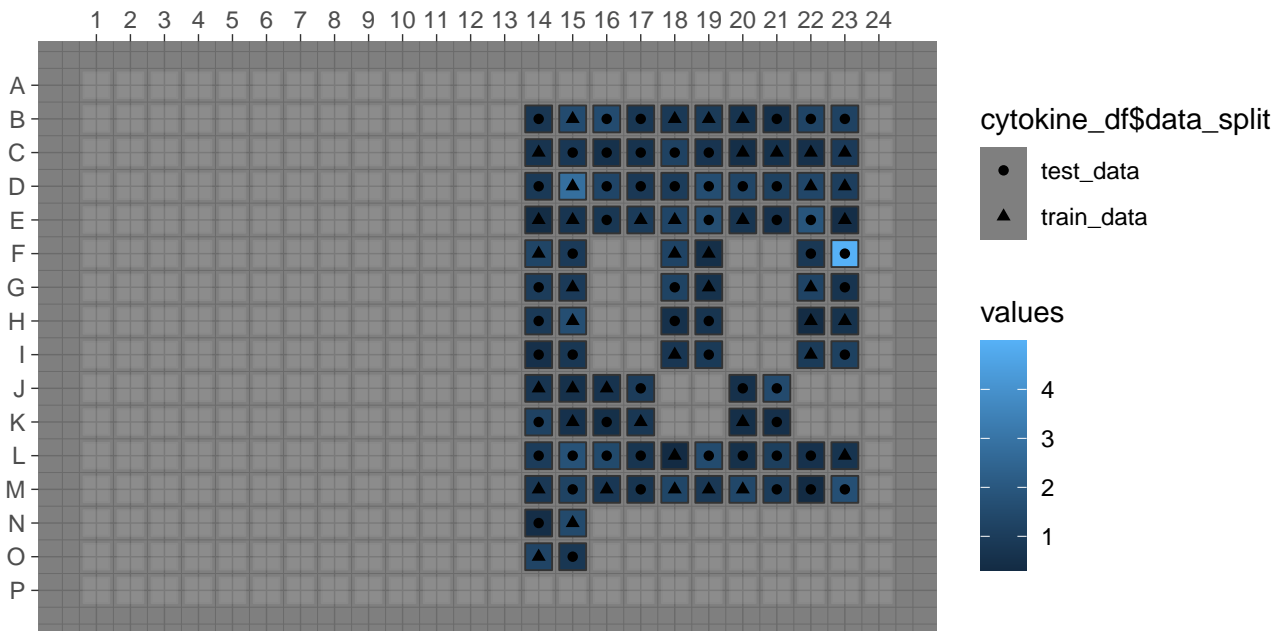 1 2 3 4 5 6 7 8 9 10 11 12 13 14 15 16 17 18 19 20 21 22 23 24
A
B
C
D
E
F
G
H
I
J
K
L
M
N
O
P
cytokine_df$data_split
test_data
train_data
values
4
3
2
1